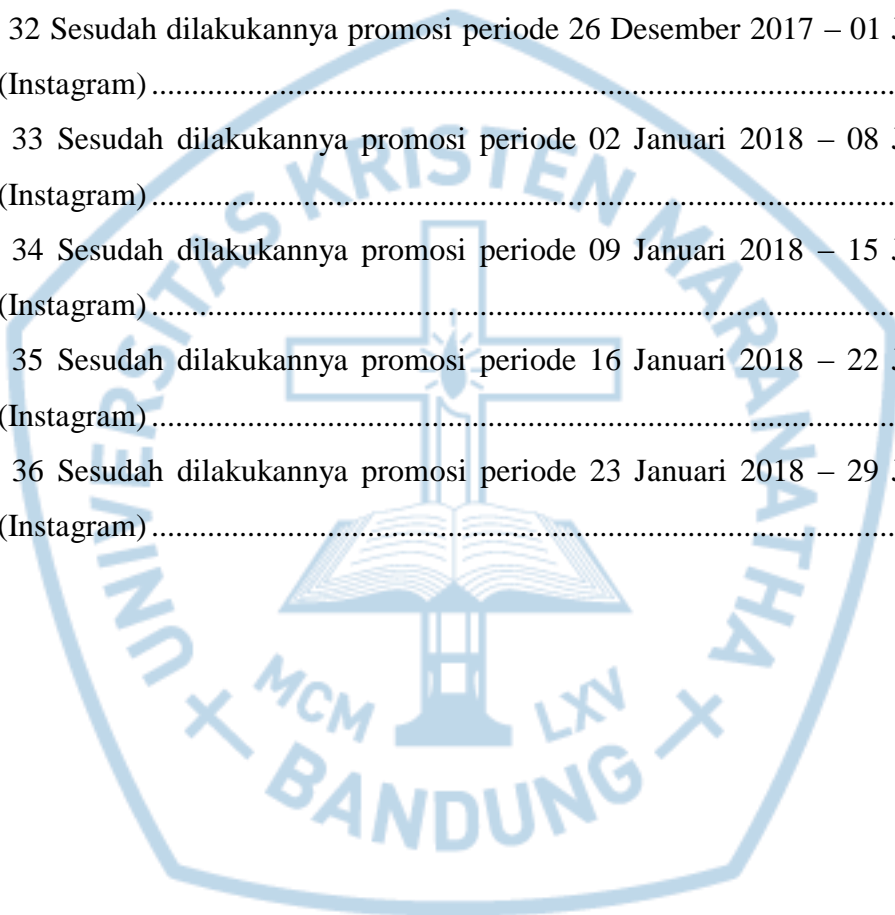 32 Sesudah dilakukannya promosi periode 26 Desember 2017 – 01 J
(Instagram) ....................................................................................................
33 Sesudah dilakukannya promosi periode 02 Januari 2018 – 08 J
(Instagram) ....................................................................................................
34 Sesudah dilakukannya promosi periode 09 Januari 2018 – 15 J
(Instagram) ....................................................................................................
35 Sesudah dilakukannya promosi periode 16 Januari 2018 – 22 J
(Instagram) ....................................................................................................
36 Sesudah dilakukannya promosi periode 23 Januari 2018 – 29 J
(Instagram) ....................................................................................................
UNIVERSITAS KRISTEN MARANATHA
MCM LXV
BANDUNG